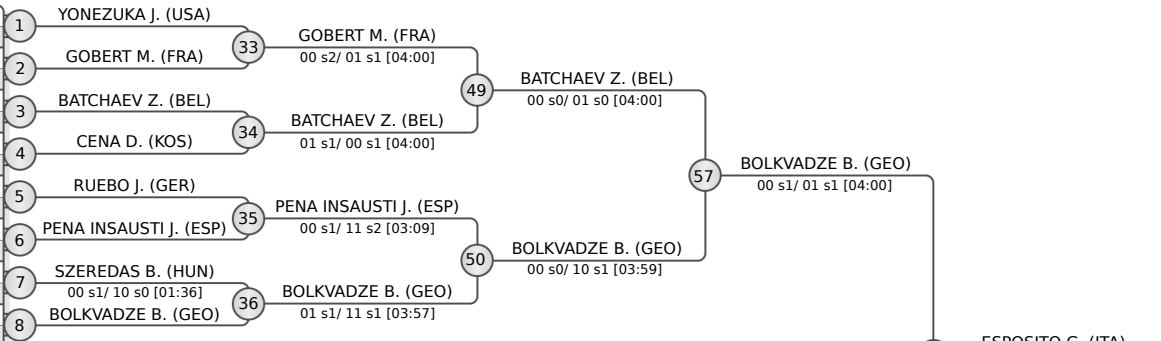 1
YONEZUKA J. (USA)
2
GOBERT M. (FRA)
33
GOBERT M. (FRA)
00 s2/ 01 s1 [04:00]
3
BATCHAEV Z. (BEL)
4
CENA D. (KOS)
34
BATCHAEV Z. (BEL)
01 s1/ 00 s1 [04:00]
49
BATCHAEV Z. (BEL)
00 s0/ 01 s0 [04:00]
5
RUEBO J. (GER)
6
PENA INSAUSTI J. (ESP)
35
PENA INSAUSTI J. (ESP)
00 s1/ 11 s2 [03:09]
7
SZEREDAS B. (HUN)
00 s1/ 10 s0 [01:36]
8
BOLKVADZE B. (GEO)
36
BOLKVADZE B. (GEO)
01 s1/ 11 s1 [03:57]
50
BOLKVADZE B. (GEO)
00 s0/ 10 s1 [03:59]
57
BOLKVADZE B. (GEO)
00 s1/ 01 s1 [04:00]
ESPOSITO G. (ITA)